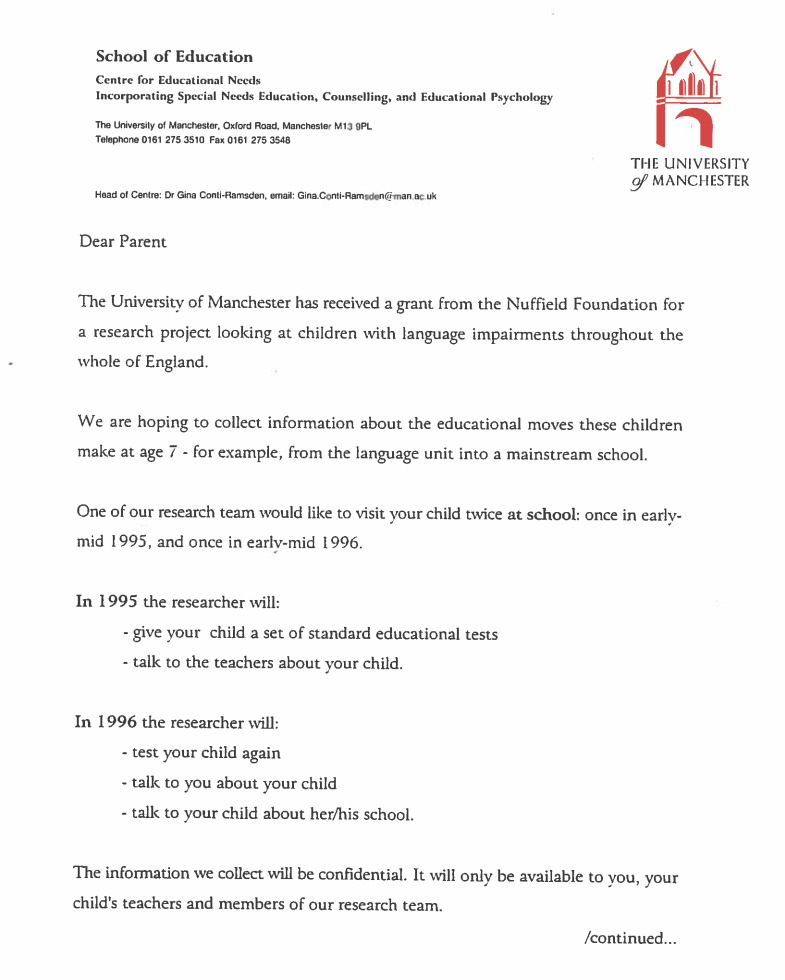 School of Education
Centre for Educational Needs
Incorporating Special Needs Education, Counselling, and Educational Psychology
The University of Manchester, Oxford Road, Manchester M13 9PL
Telephone 0161 275 3510 Fax 0161 275 3548
THE UNIVERSITY
of MANCHESTER
Head of Centre: Dr Gina Conti-Ramsden, email: Gina.Conti-Ramsden@man.ac.uk
Dear Parent
The University of Manchester has received a grant from the Nuffield Foundation for
a research project looking at children with language impairments throughout the
whole of England.
We are hoping to collect information about the educational moves these children
make at age 7 - for example, from the language unit into a mainstream school.
One of our research team would like to visit your child twice at school: once in early-
mid 1995, and once in early-mid 1996.
In 1995 the researcher will:
- give your child a set of standard educational tests
- talk to the teachers about your child.
In 1996 the researcher will:
- test your child again
- talk to you about your child
- talk to your child about her/his school.
The information we collect will be confidential. It will only be available to you, your
child's teachers and members of our research team.
/continued...